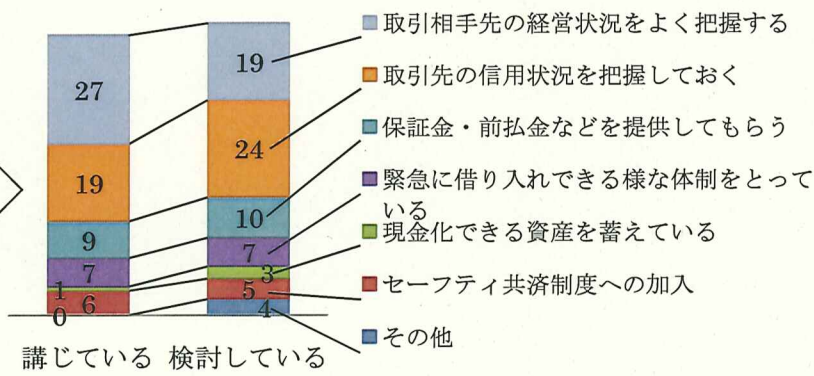 27
19
9
7
1
6
0
19
24
10
7
3
5
4
講じている 検討している
取引相手先の経営状況をよく把握する
取引先の信用状況を把握しておく
保証金・前払金などを提供してもらう
緊急に借り入れできる様な体制をとって
いる
現金化できる資産を蓄えている
セーフティ共済制度への加入
その他